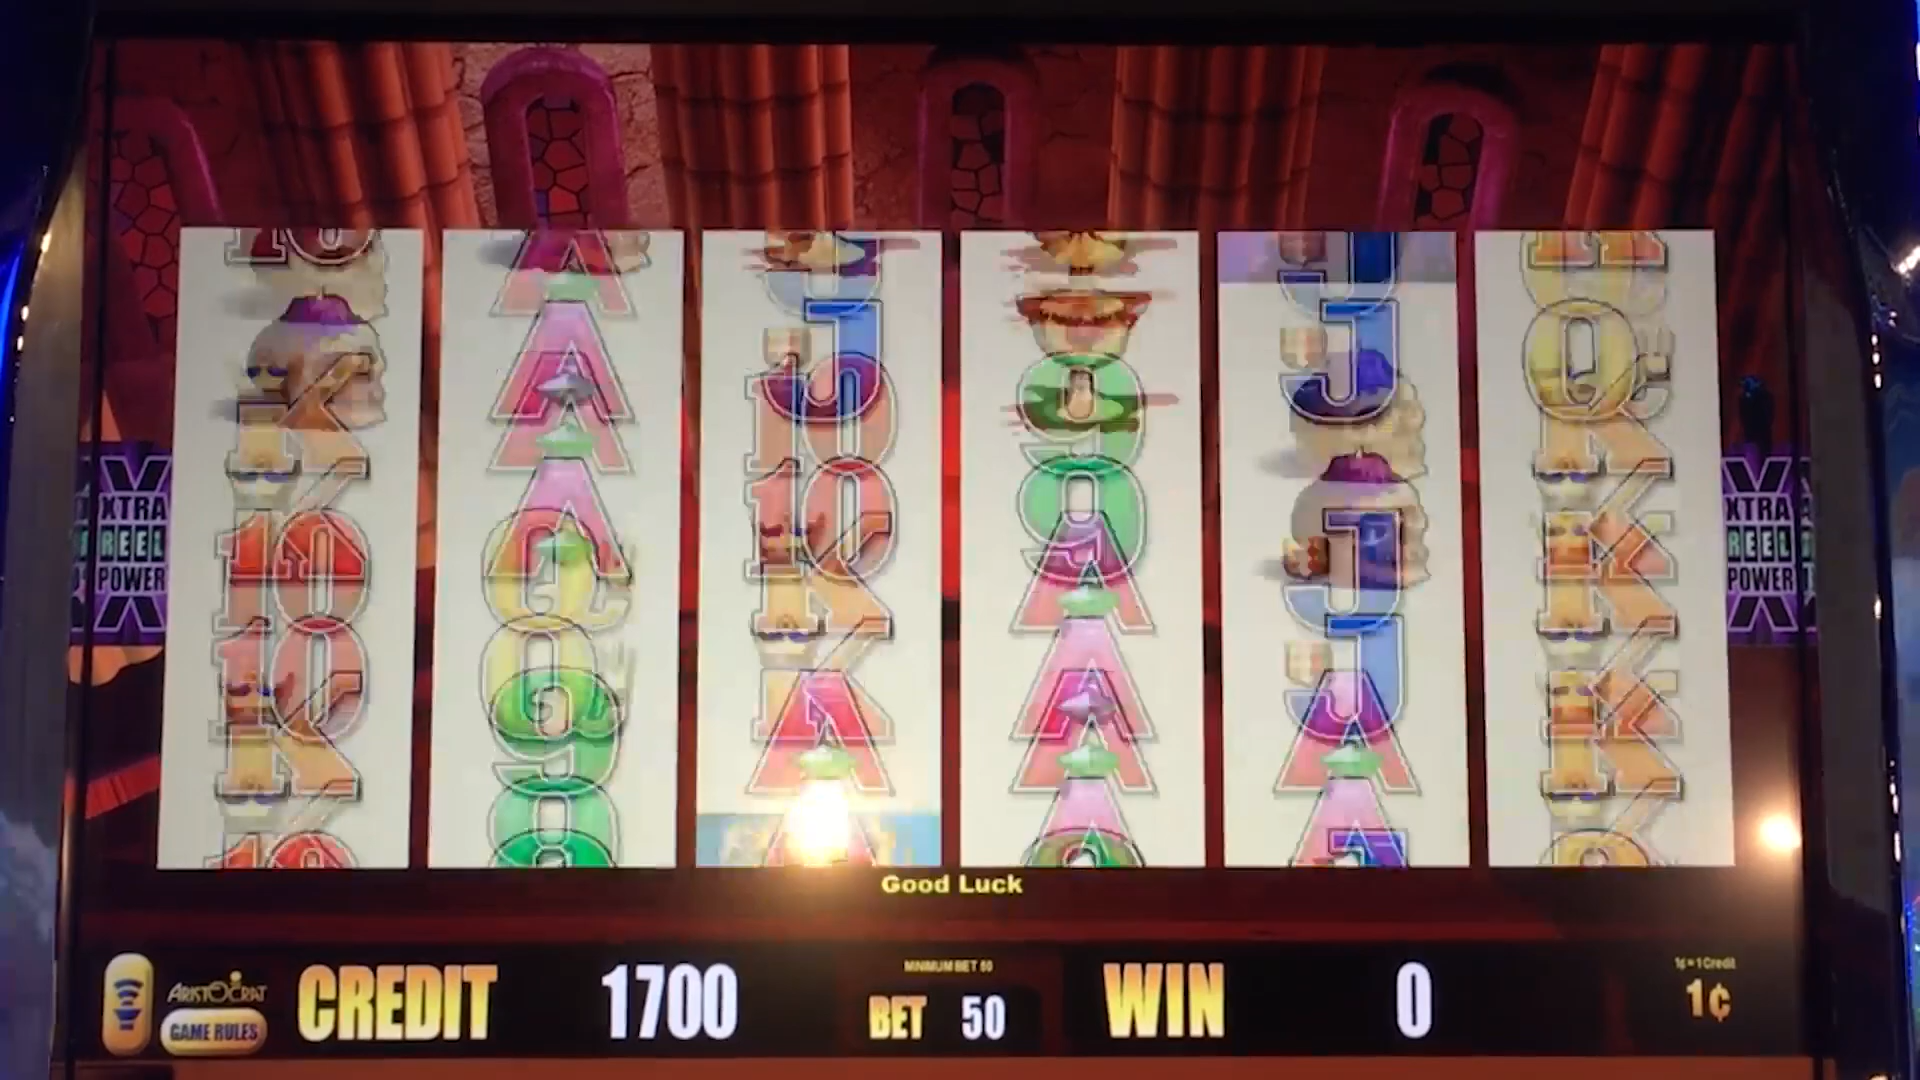 XTRA
REEL
POWER
XTRA
REEL
POWER
Good Luck
ARISTOCRAT
GAME RULES
CREDIT 1700
MINIMUM BET 50
BET 50
WIN 0
1¢ = 1 Credit
1¢